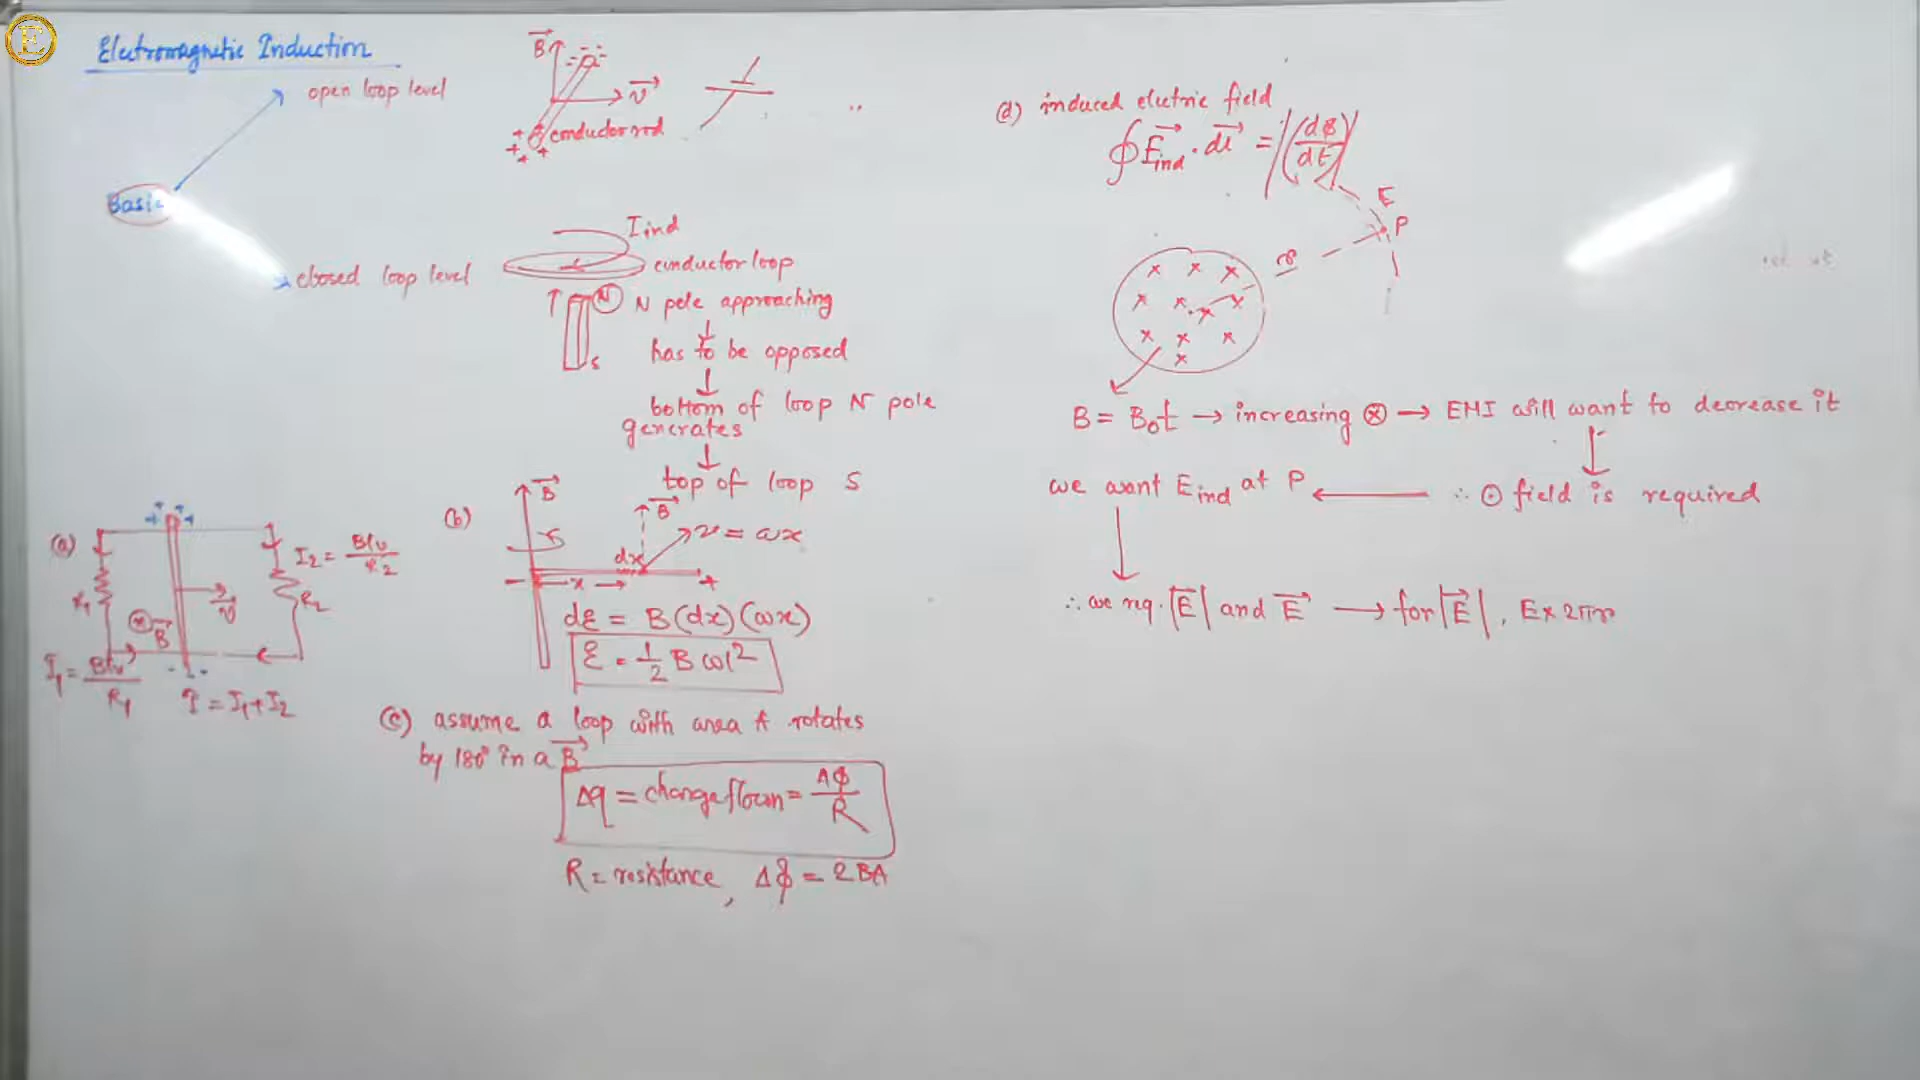 E
Electromagnetic Induction
open loop level
B
v
conductor rod
Basic
closed loop level
I ind
conductor loop
N
N pole approaching
S
has to be opposed
bottom of loop N pole
generates
top of loop S
(a)
R₁
I₂ = Blv/R₂
R₂
v
⊗ B
I₁ = Blv/R₁
I = I₁+I₂
(b)
B
B
v = ωx
dx
- x → +
dε = B(dx)(ωx)
ε = 1/2 Bωl²
(c) assume a loop with area A rotates
by 180° in a B
Δq = charge flown = Δϕ/R
R = resistance, Δϕ = 2BA
(d) induced electric field
∮E ind · dl = |(dϕ/dt)|
E
P
r
B = B₀t → increasing ⊗ → EMI will want to decrease it
∴ ⊙ field is required
we want E ind at P
∴ we req. |E| and E → for |E|, E×2πr